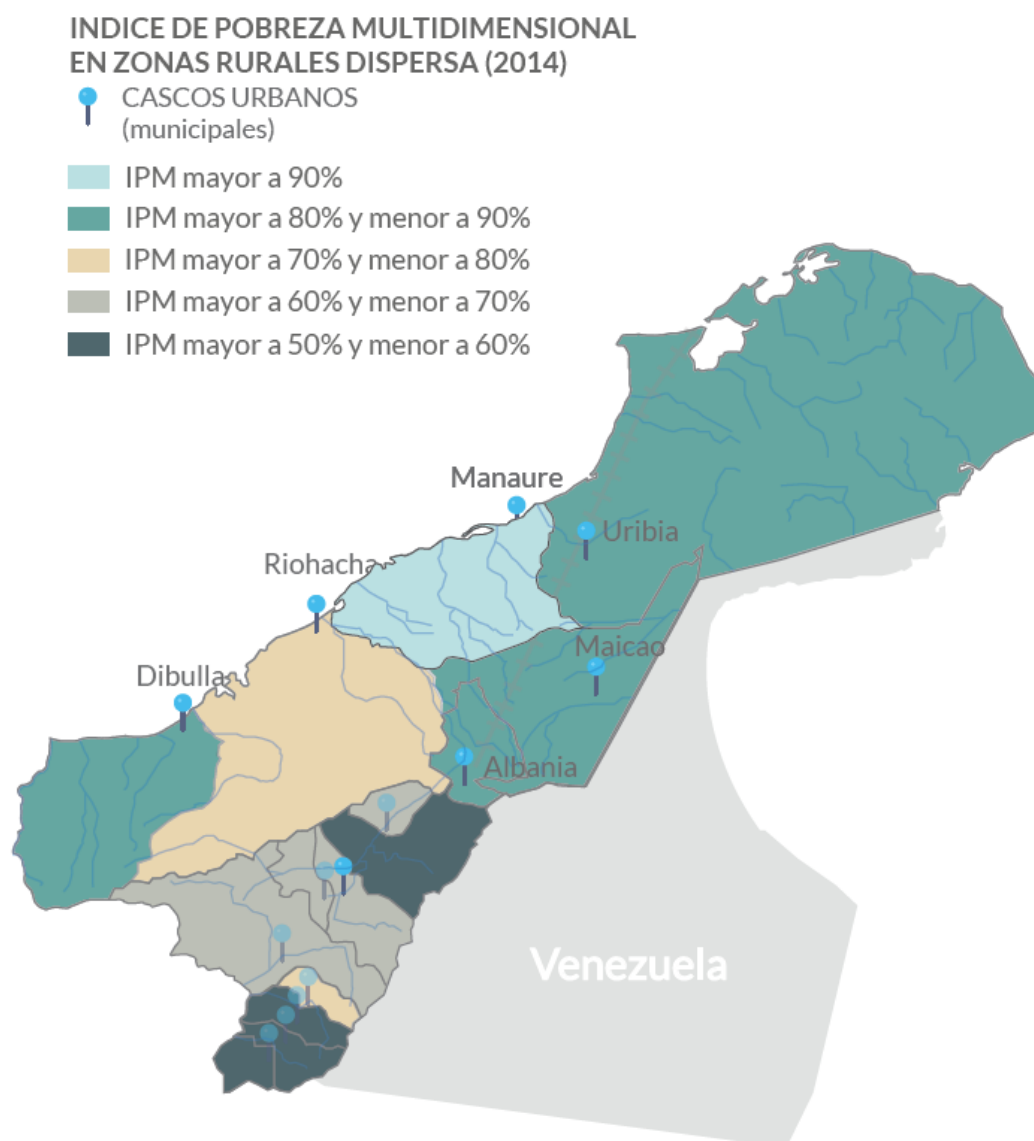 INDICE DE POBREZA MULTIDIMENSIONAL
EN ZONAS RURALES DISPERSA (2014)
CASCOS URBANOS
(municipales)
IPM mayor a 90%
IPM mayor a 80% y menor a 90%
IPM mayor a 70% y menor a 80%
IPM mayor a 60% y menor a 70%
IPM mayor a 50% y menor a 60%
Manaure
Uribia
Riohacha
Maicao
Dibulla
Albania
Venezuela